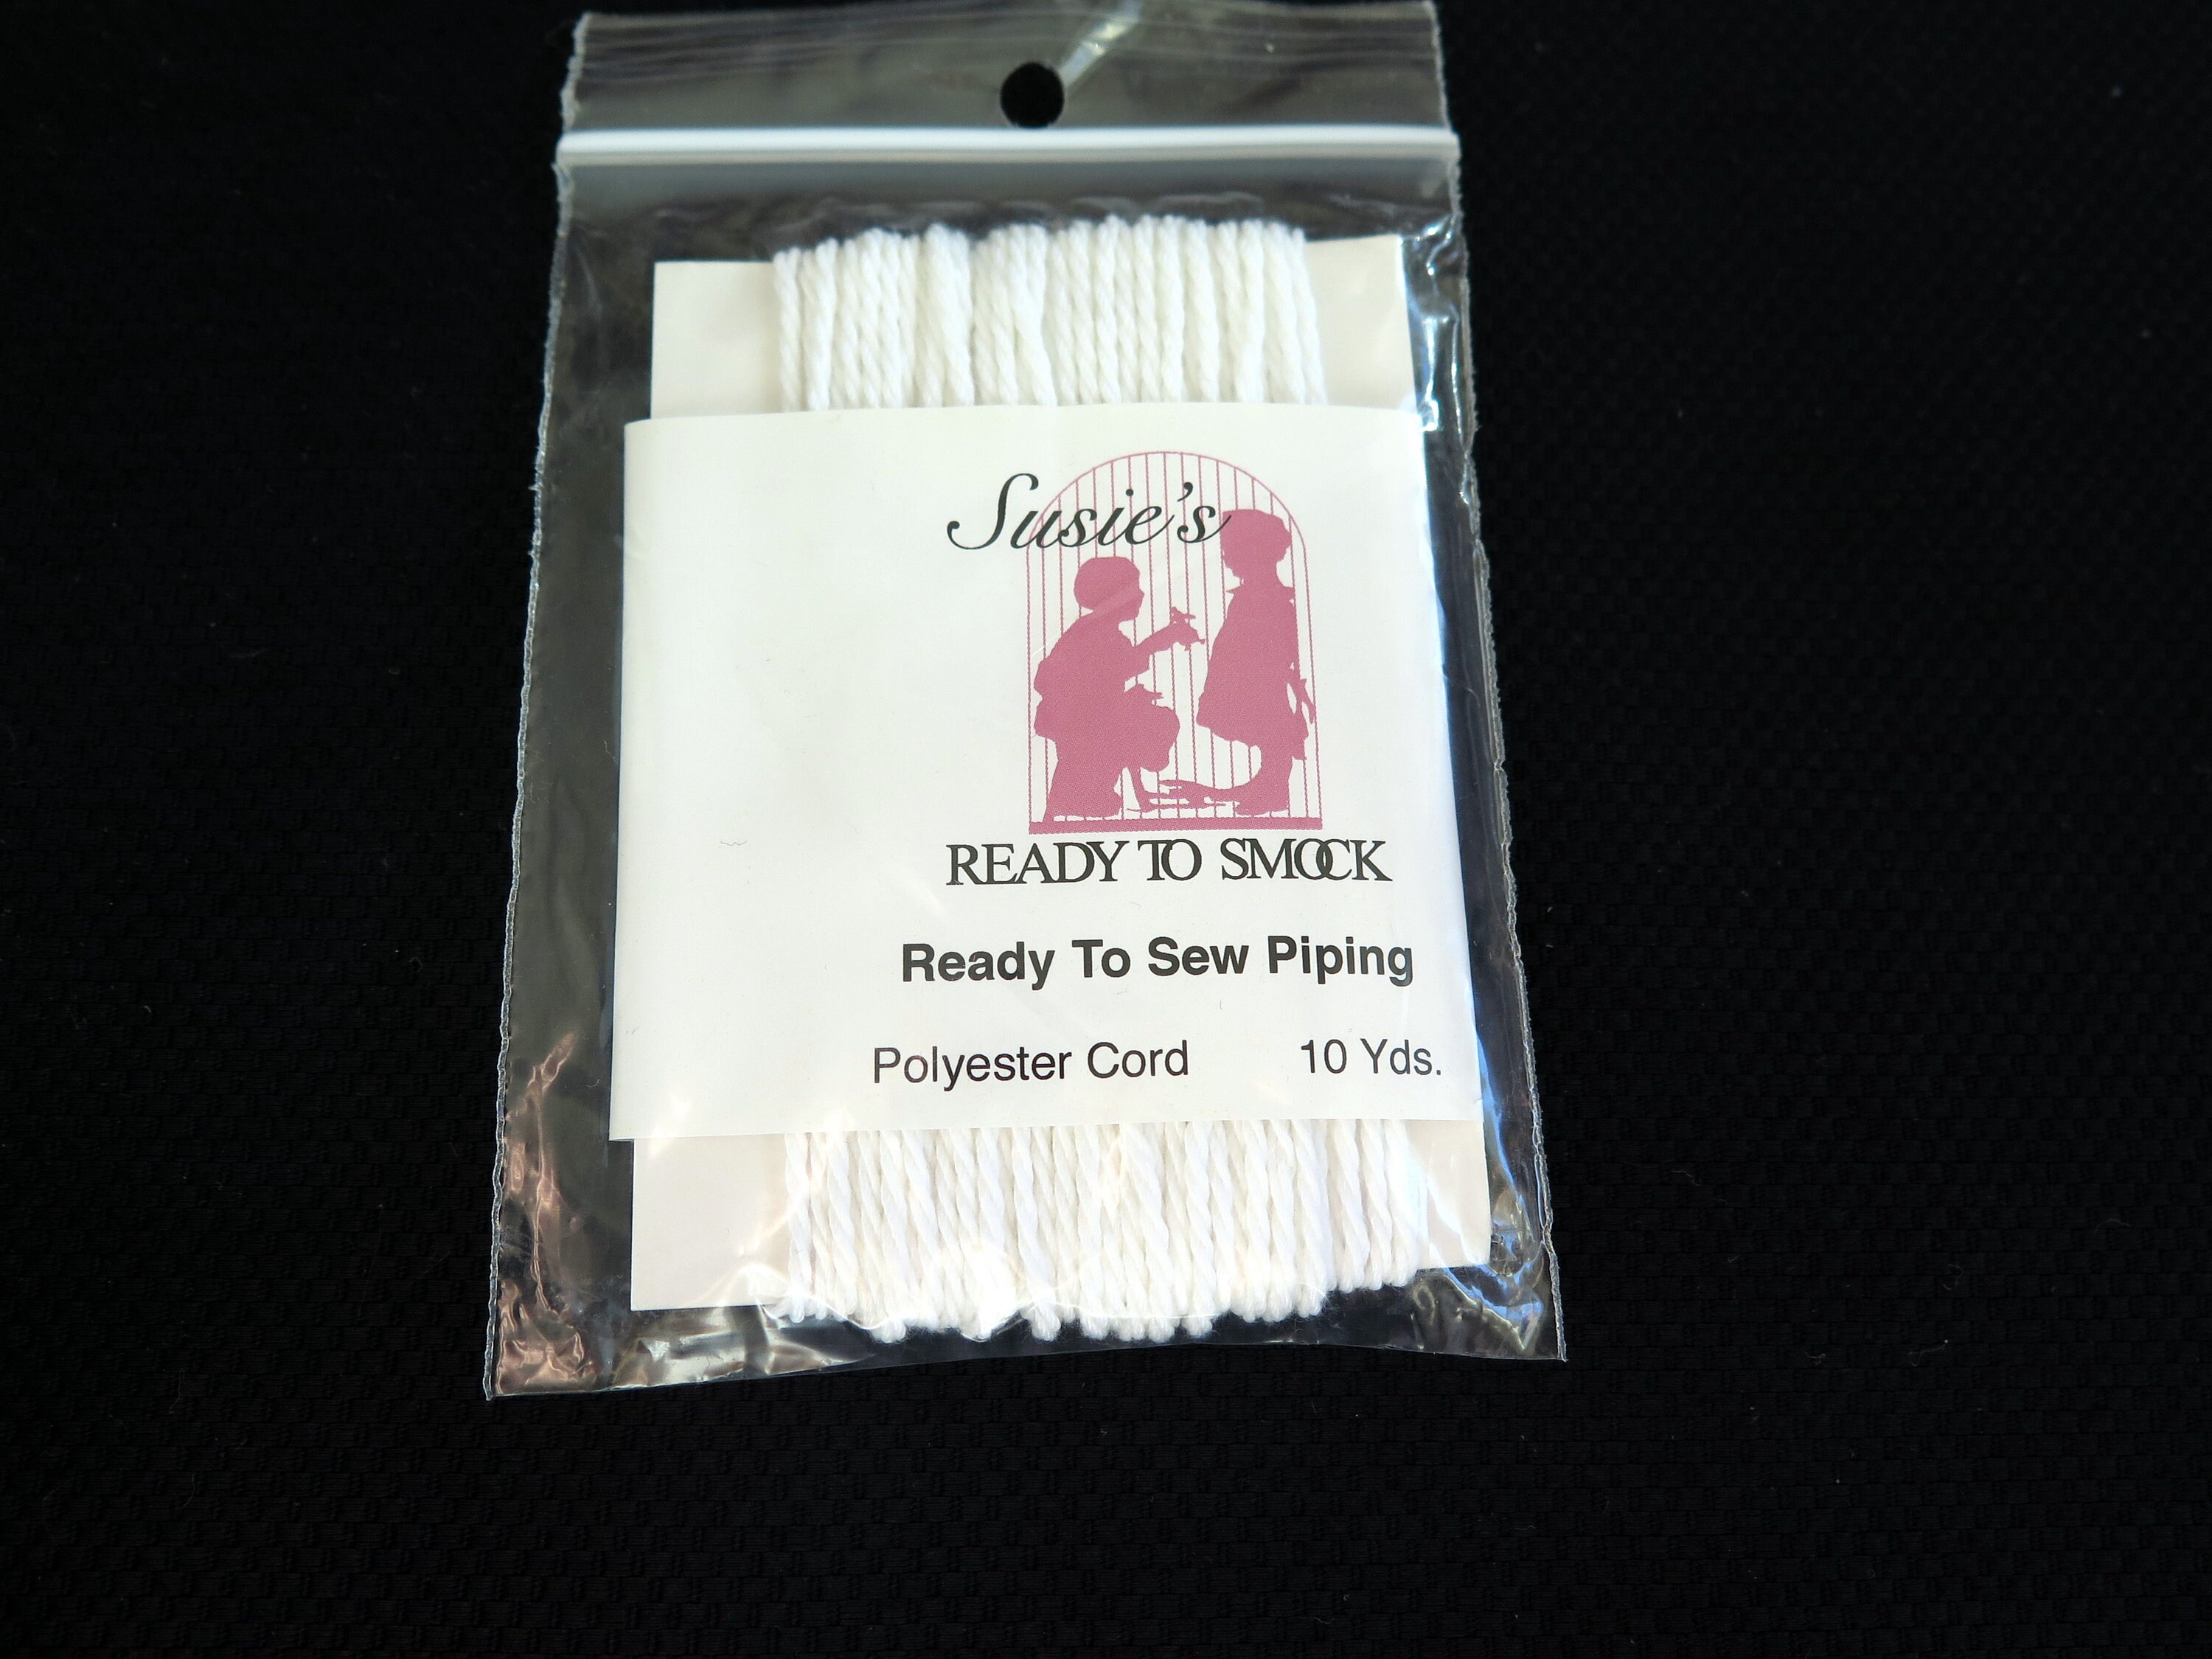 Susie's
READY TO SMOCK
Ready To Sew Piping
Polyester Cord 10 Yds.